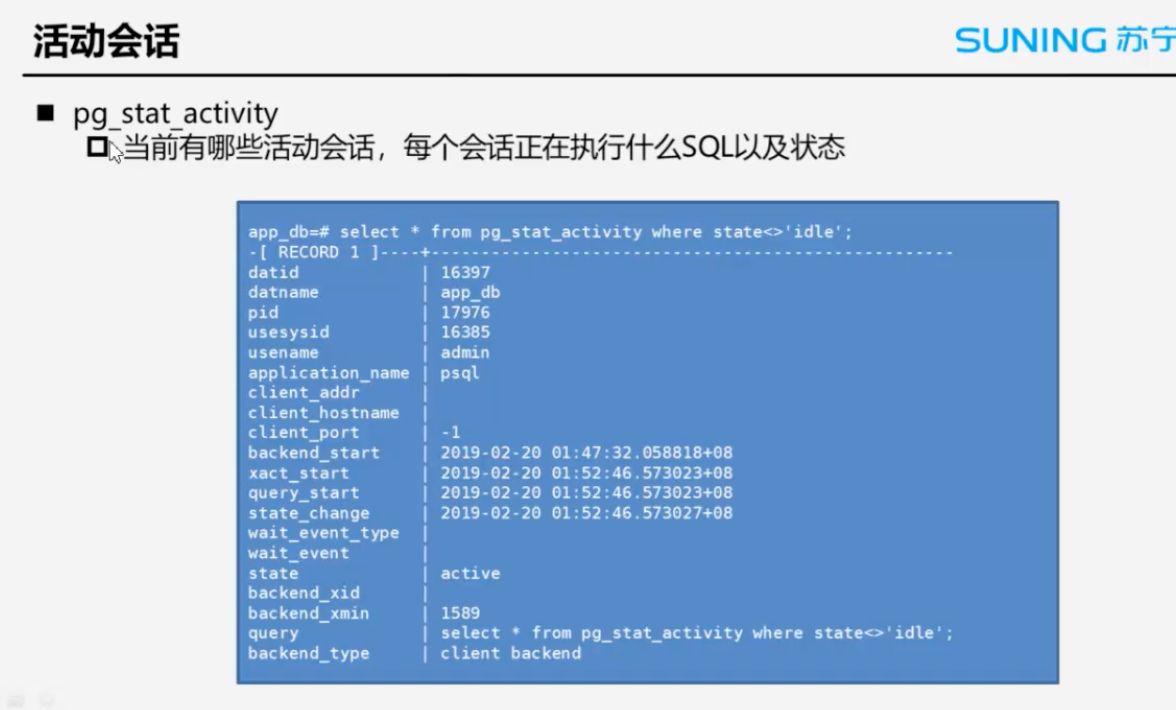 活动会话
SUNING 苏宁
■ pg_stat_activity
当前有哪些活动会话，每个会话正在执行什么SQL以及状态
app_db=# select * from pg_stat_activity where state<>'idle';
-[ RECORD 1 ]----+----------------------------------------------------
datid | 16397
datname | app_db
pid | 17976
usesysid | 16385
usename | admin
application_name | psql
client_addr |
client_hostname |
client_port | -1
backend_start | 2019-02-20 01:47:32.058818+08
xact_start | 2019-02-20 01:52:46.573023+08
query_start | 2019-02-20 01:52:46.573023+08
state_change | 2019-02-20 01:52:46.573027+08
wait_event_type |
wait_event |
state | active
backend_xid |
backend_xmin | 1589
query | select * from pg_stat_activity where state<>'idle';
backend_type | client backend